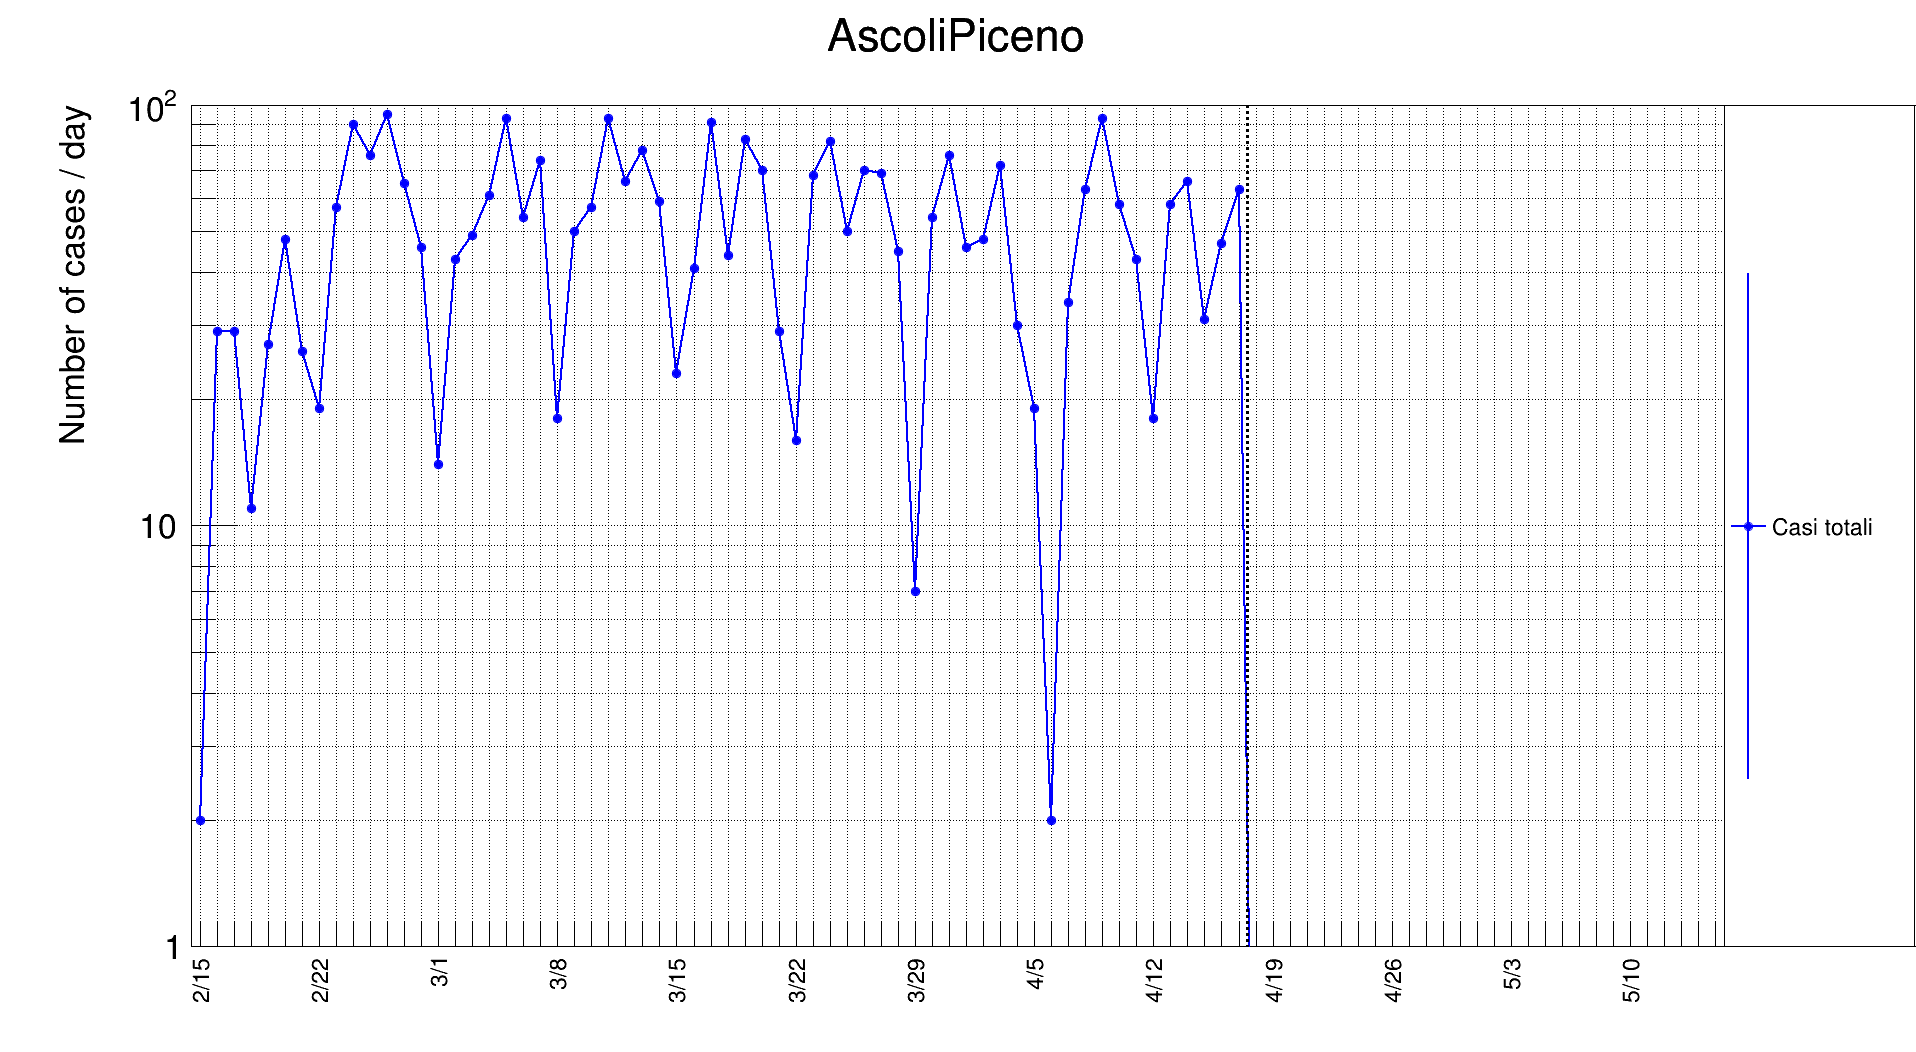 AscoliPiceno
Number of cases / day
10²
10
1
2/15 2/22 3/1 3/8 3/15 3/22 3/29 4/5 4/12 4/19 4/26 5/3 5/10
Casi totali